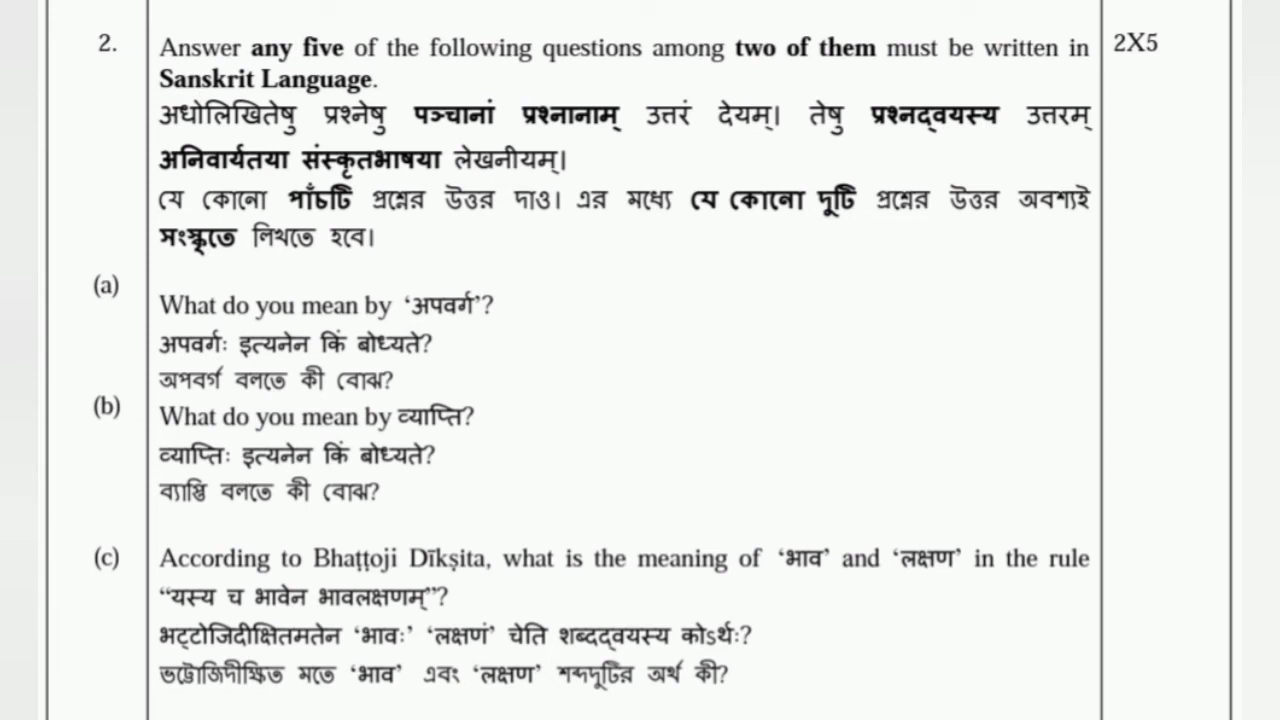 2. Answer any five of the following questions among two of them must be written in 2X5
Sanskrit Language.
अधोलिखितेषु प्रश्नेषु पञ्चानां प्रश्नानाम् उत्तरं देयम्। तेषु प्रश्नद्वयस्य उत्तरम्
अनिवार्यतया संस्कृतभाषया लेखनीयम्।
যে কোনো পাঁচটি প্রশ্নের উত্তর দাও। এর মধ্যে যে কোনো দুটি প্রশ্নের উত্তর অবশ্যই
সংস্কৃতে লিখতে হবে।
(a)
What do you mean by ‘अपवर्ग’?
अपवर्गः इत्यनेन किं बोध्यते?
অপবর্গ বলতে কী বোঝ?
(b)
What do you mean by व्याप्ति?
व्याप्तिः इत्यनेन किं बोध्यते?
ব্যাপ্তি বলতে কী বোঝ?
(c) According to Bhaṭṭoji Dīkṣita, what is the meaning of ‘भाव’ and ‘लक्षण’ in the rule
“यस्य च भावेन भावलक्षणम्”?
भट्टोजिदीक्षितमतेन ‘भावः’ ‘लक्षणं’ चेति शब्दद्वयस्य कोऽर्थः?
ভট্টোজিদীক্ষিত মতে ‘भाव’ এবং ‘लक्षण’ শব্দদুটির অর্থ কী?